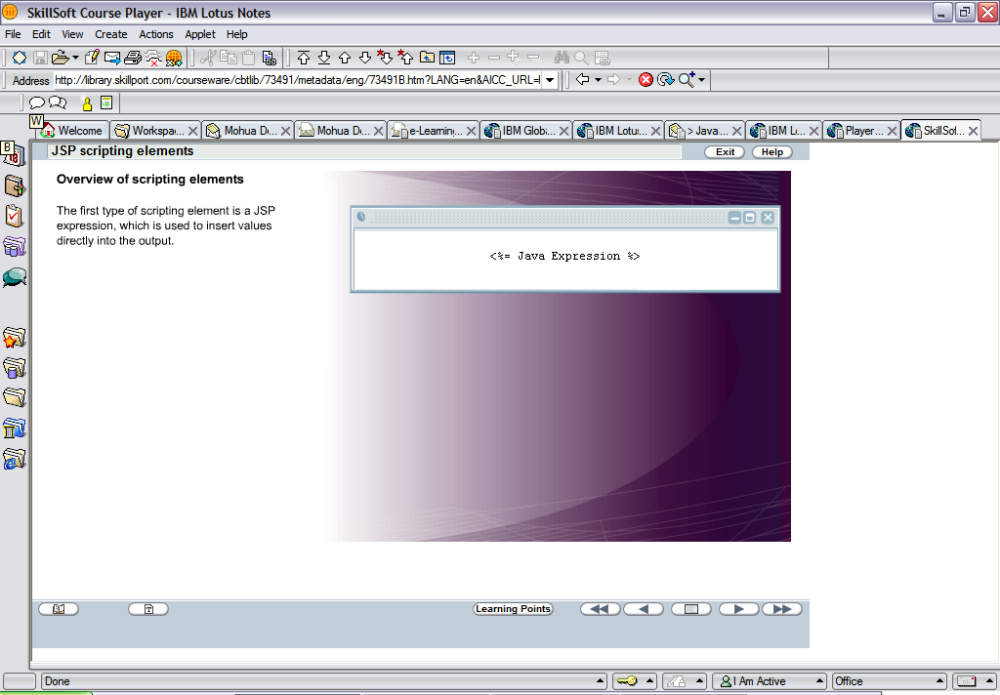 SkillSoft Course Player - IBM Lotus Notes
File Edit View Create Actions Applet Help
Address http://library.skillport.com/courseware/cbtlib/73491/metadata/eng/73491B.htm?LANG=en&AICC_URL=l
W
Welcome Workspa... Mohua D... Mohua D... e-Learnin... IBM Glob... IBM Lotu... > Java ... IBM L... Player ... SkillSof...
B
JSP scripting elements Exit Help
Overview of scripting elements
The first type of scripting element is a JSP
expression, which is used to insert values
directly into the output.
<%= Java Expression %>
T Learning Points
Done I Am Active Office